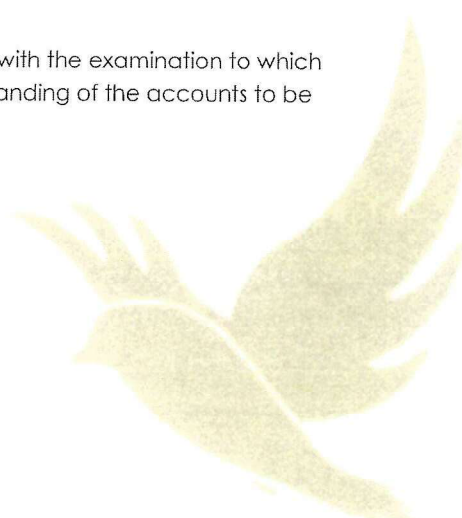 with the examination to which
anding of the accounts to be